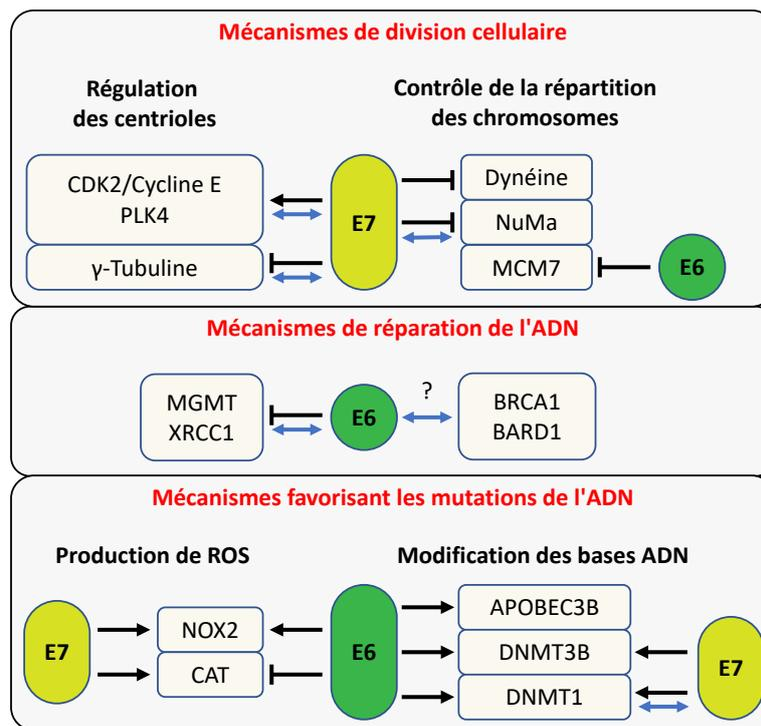 Mécanismes de division cellulaire
Régulation
des centrioles
Contrôle de la répartition
des chromosomes
CDK2/Cycline E
PLK4
γ-Tubuline
E7
Dynéine
NuMa
MCM7
E6
Mécanismes de réparation de l'ADN
MGMT
XRCC1
E6
?
BRCA1
BARD1
Mécanismes favorisant les mutations de l'ADN
Production de ROS
Modification des bases ADN
E7
NOX2
CAT
E6
APOBEC3B
DNMT3B
DNMT1
E7